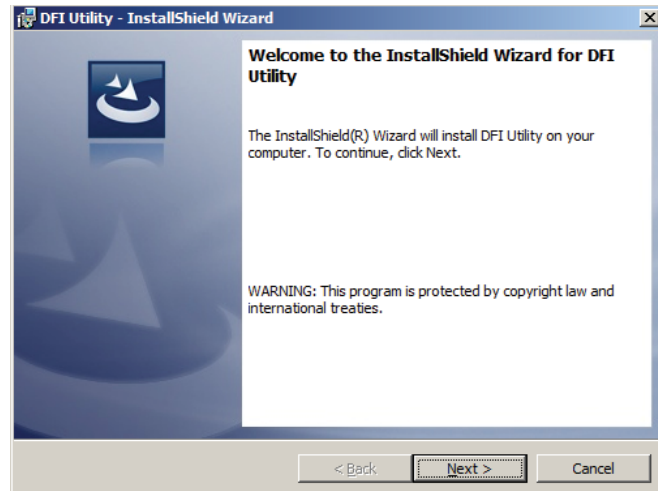 DFI Utility - InstallShield Wizard
Welcome to the InstallShield Wizard for DFI
Utility
The InstallShield(R) Wizard will install DFI Utility on your
computer. To continue, click Next.
WARNING: This program is protected by copyright law and
international treaties.
< Back
Next >
Cancel